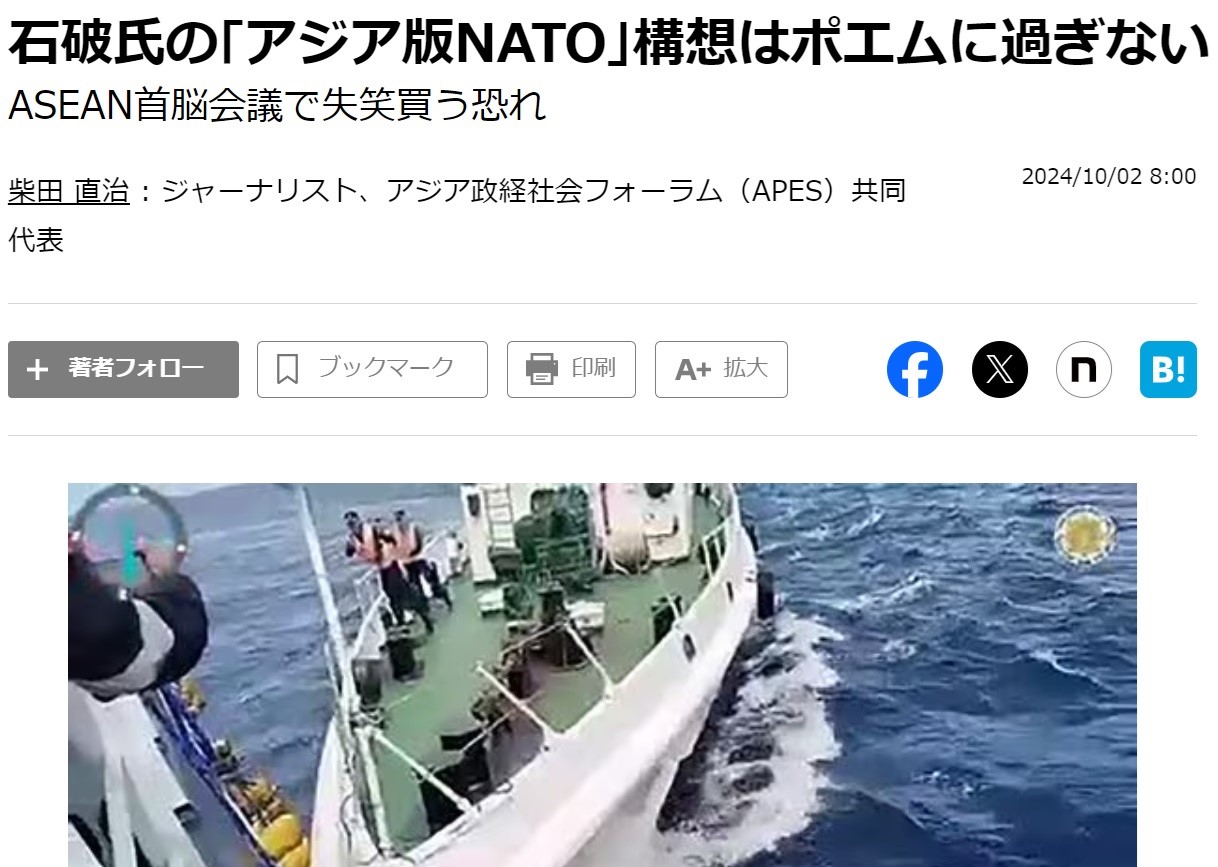 石破氏の「アジア版NATO」構想はポエムに過ぎない
ASEAN首脳会議で失笑買う恐れ
柴田 直治 : ジャーナリスト、アジア政経社会フォーラム（APES）共同
代表
2024/10/02 8:00
+ 著者フォロー
ブックマーク
印刷
A+ 拡大
f
X
n
B!